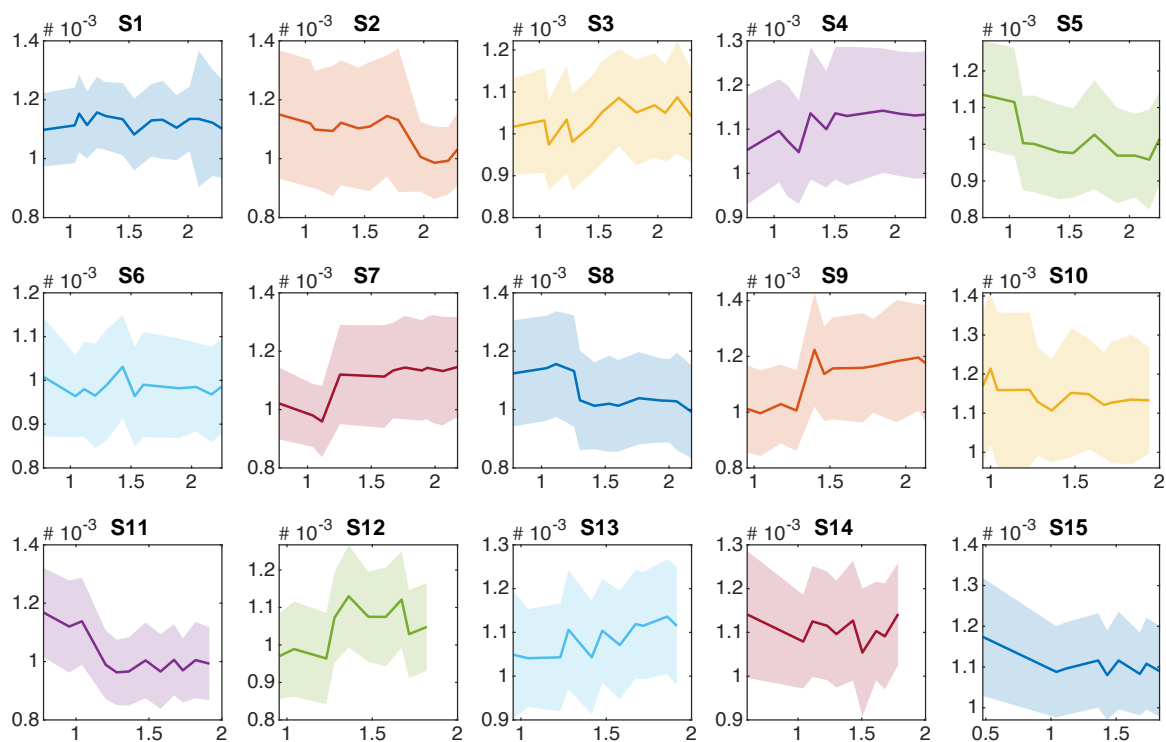 S1 S2 S3 S4 S5
# 10⁻³ # 10⁻³ # 10⁻³ # 10⁻³ # 10⁻³
1.4 1.4 1.2 1.3 1.2
1.2 1.2 1.1 1.2 1.1
1 1 1 1.1 1
0.9 1 0.9
0.8 0.8 0.8 0.9 0.8
1 1.5 2 1 1.5 2 1 1.5 2 1 1.5 2 1 1.5 2
S6 S7 S8 S9 S10
# 10⁻³ # 10⁻³ # 10⁻³ # 10⁻³ # 10⁻³
1.2 1.4 1.4 1.4 1.4
1.1 1.2 1.2 1.2 1.3
1 1 1 1 1.2
0.9 1.1
0.8 0.8 0.8 0.8 1
1 1.5 2 1 1.5 2 1 1.5 2 1 1.5 2 1 1.5 2
S11 S12 S13 S14 S15
# 10⁻³ # 10⁻³ # 10⁻³ # 10⁻³ # 10⁻³
1.4 1.2 1.3 1.3 1.4
1.2 1.1 1.2 1.2 1.3
1 1 1.1 1.1 1.2
0.9 1 1 1.1
0.8 0.8 0.9 0.9 1
1 1.5 2 1 1.5 2 1 1.5 2 1 1.5 2 0.5 1 1.5